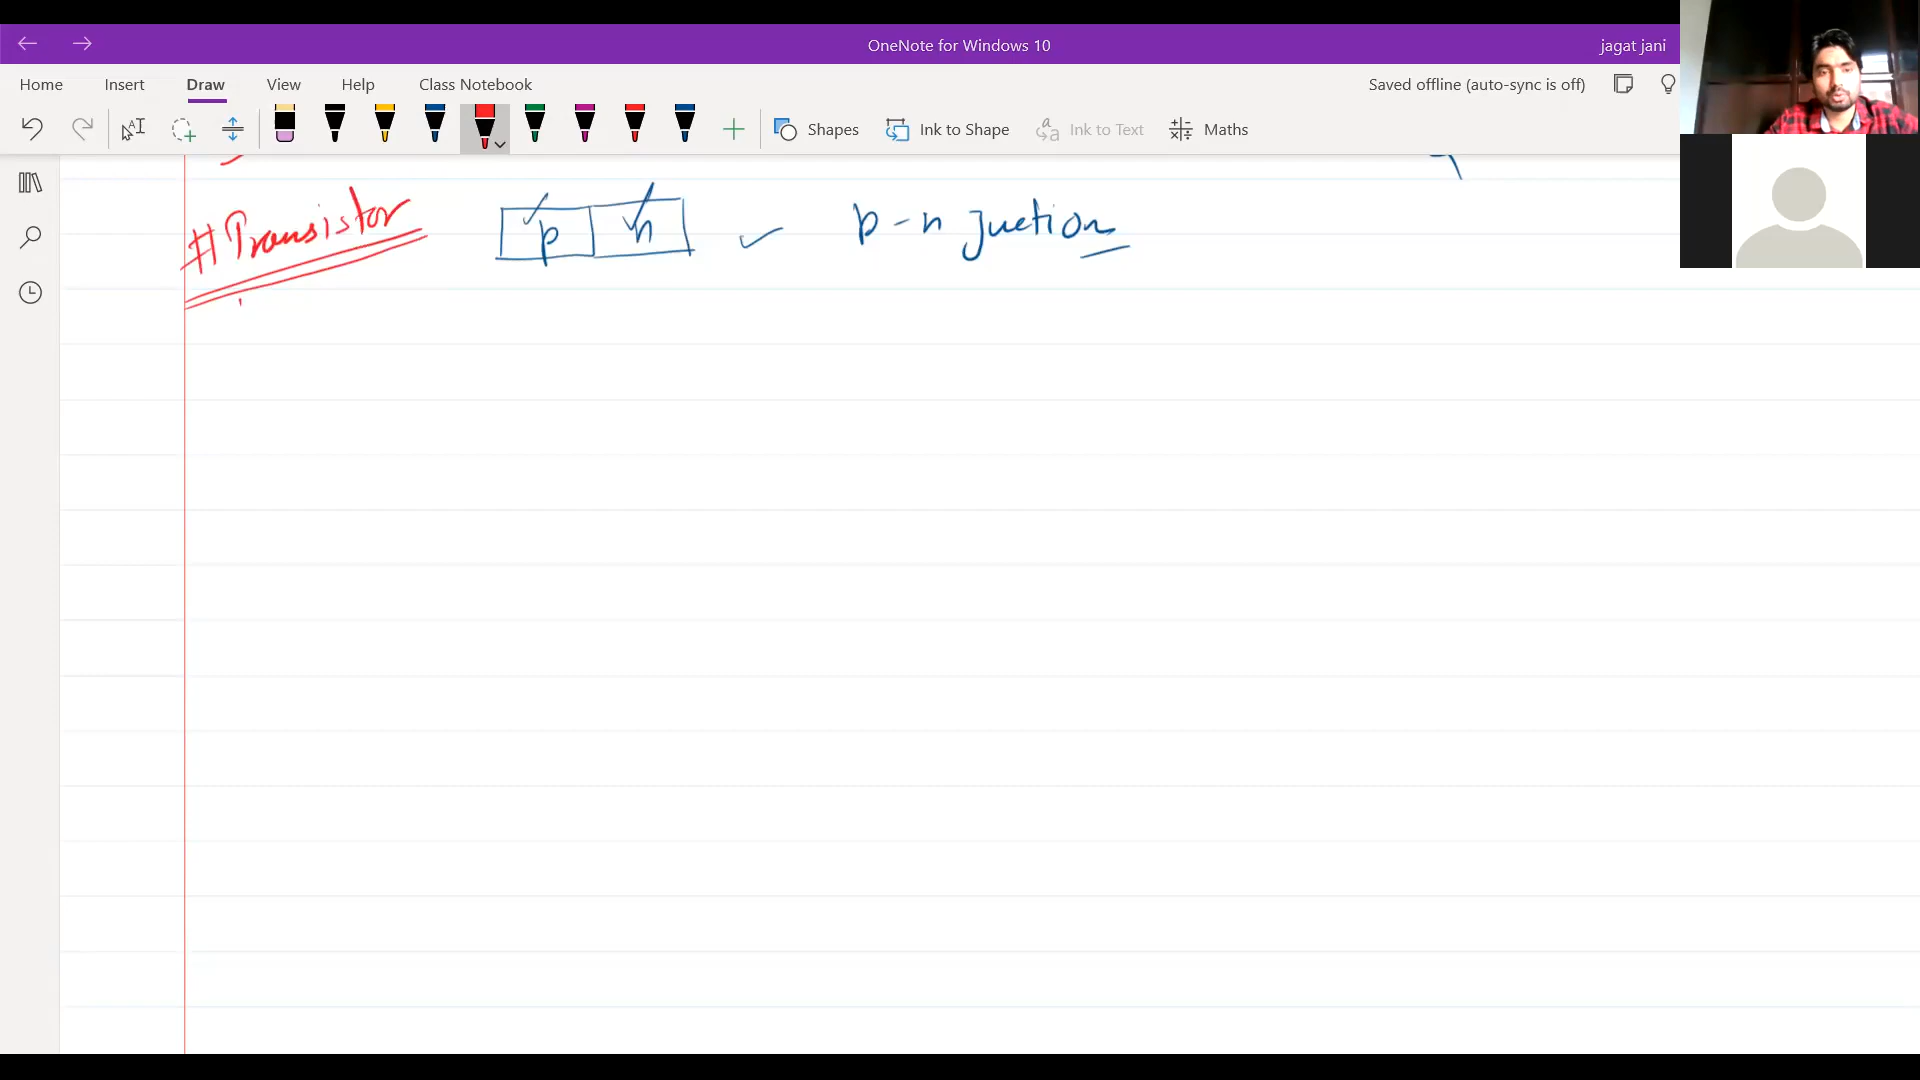 OneNote for Windows 10
jagat jani
Home Insert Draw View Help Class Notebook
Saved offline (auto-sync is off)
Shapes Ink to Shape Ink to Text Maths
#Transistor p n p-n juction